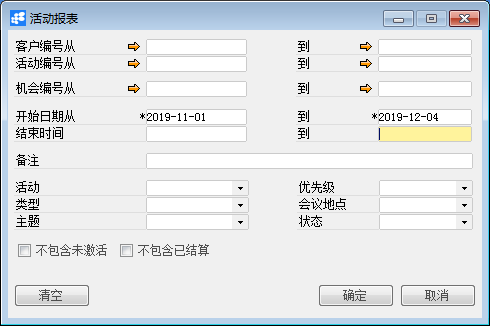 活动报表
客户编号从 到
活动编号从 到
机会编号从 到
开始日期从 *2019-11-01 到 *2019-12-04
结束时间 到
备注
活动 优先级
类型 会议地点
主题 状态
不包含未激活 不包含已结算
清空 确定 取消